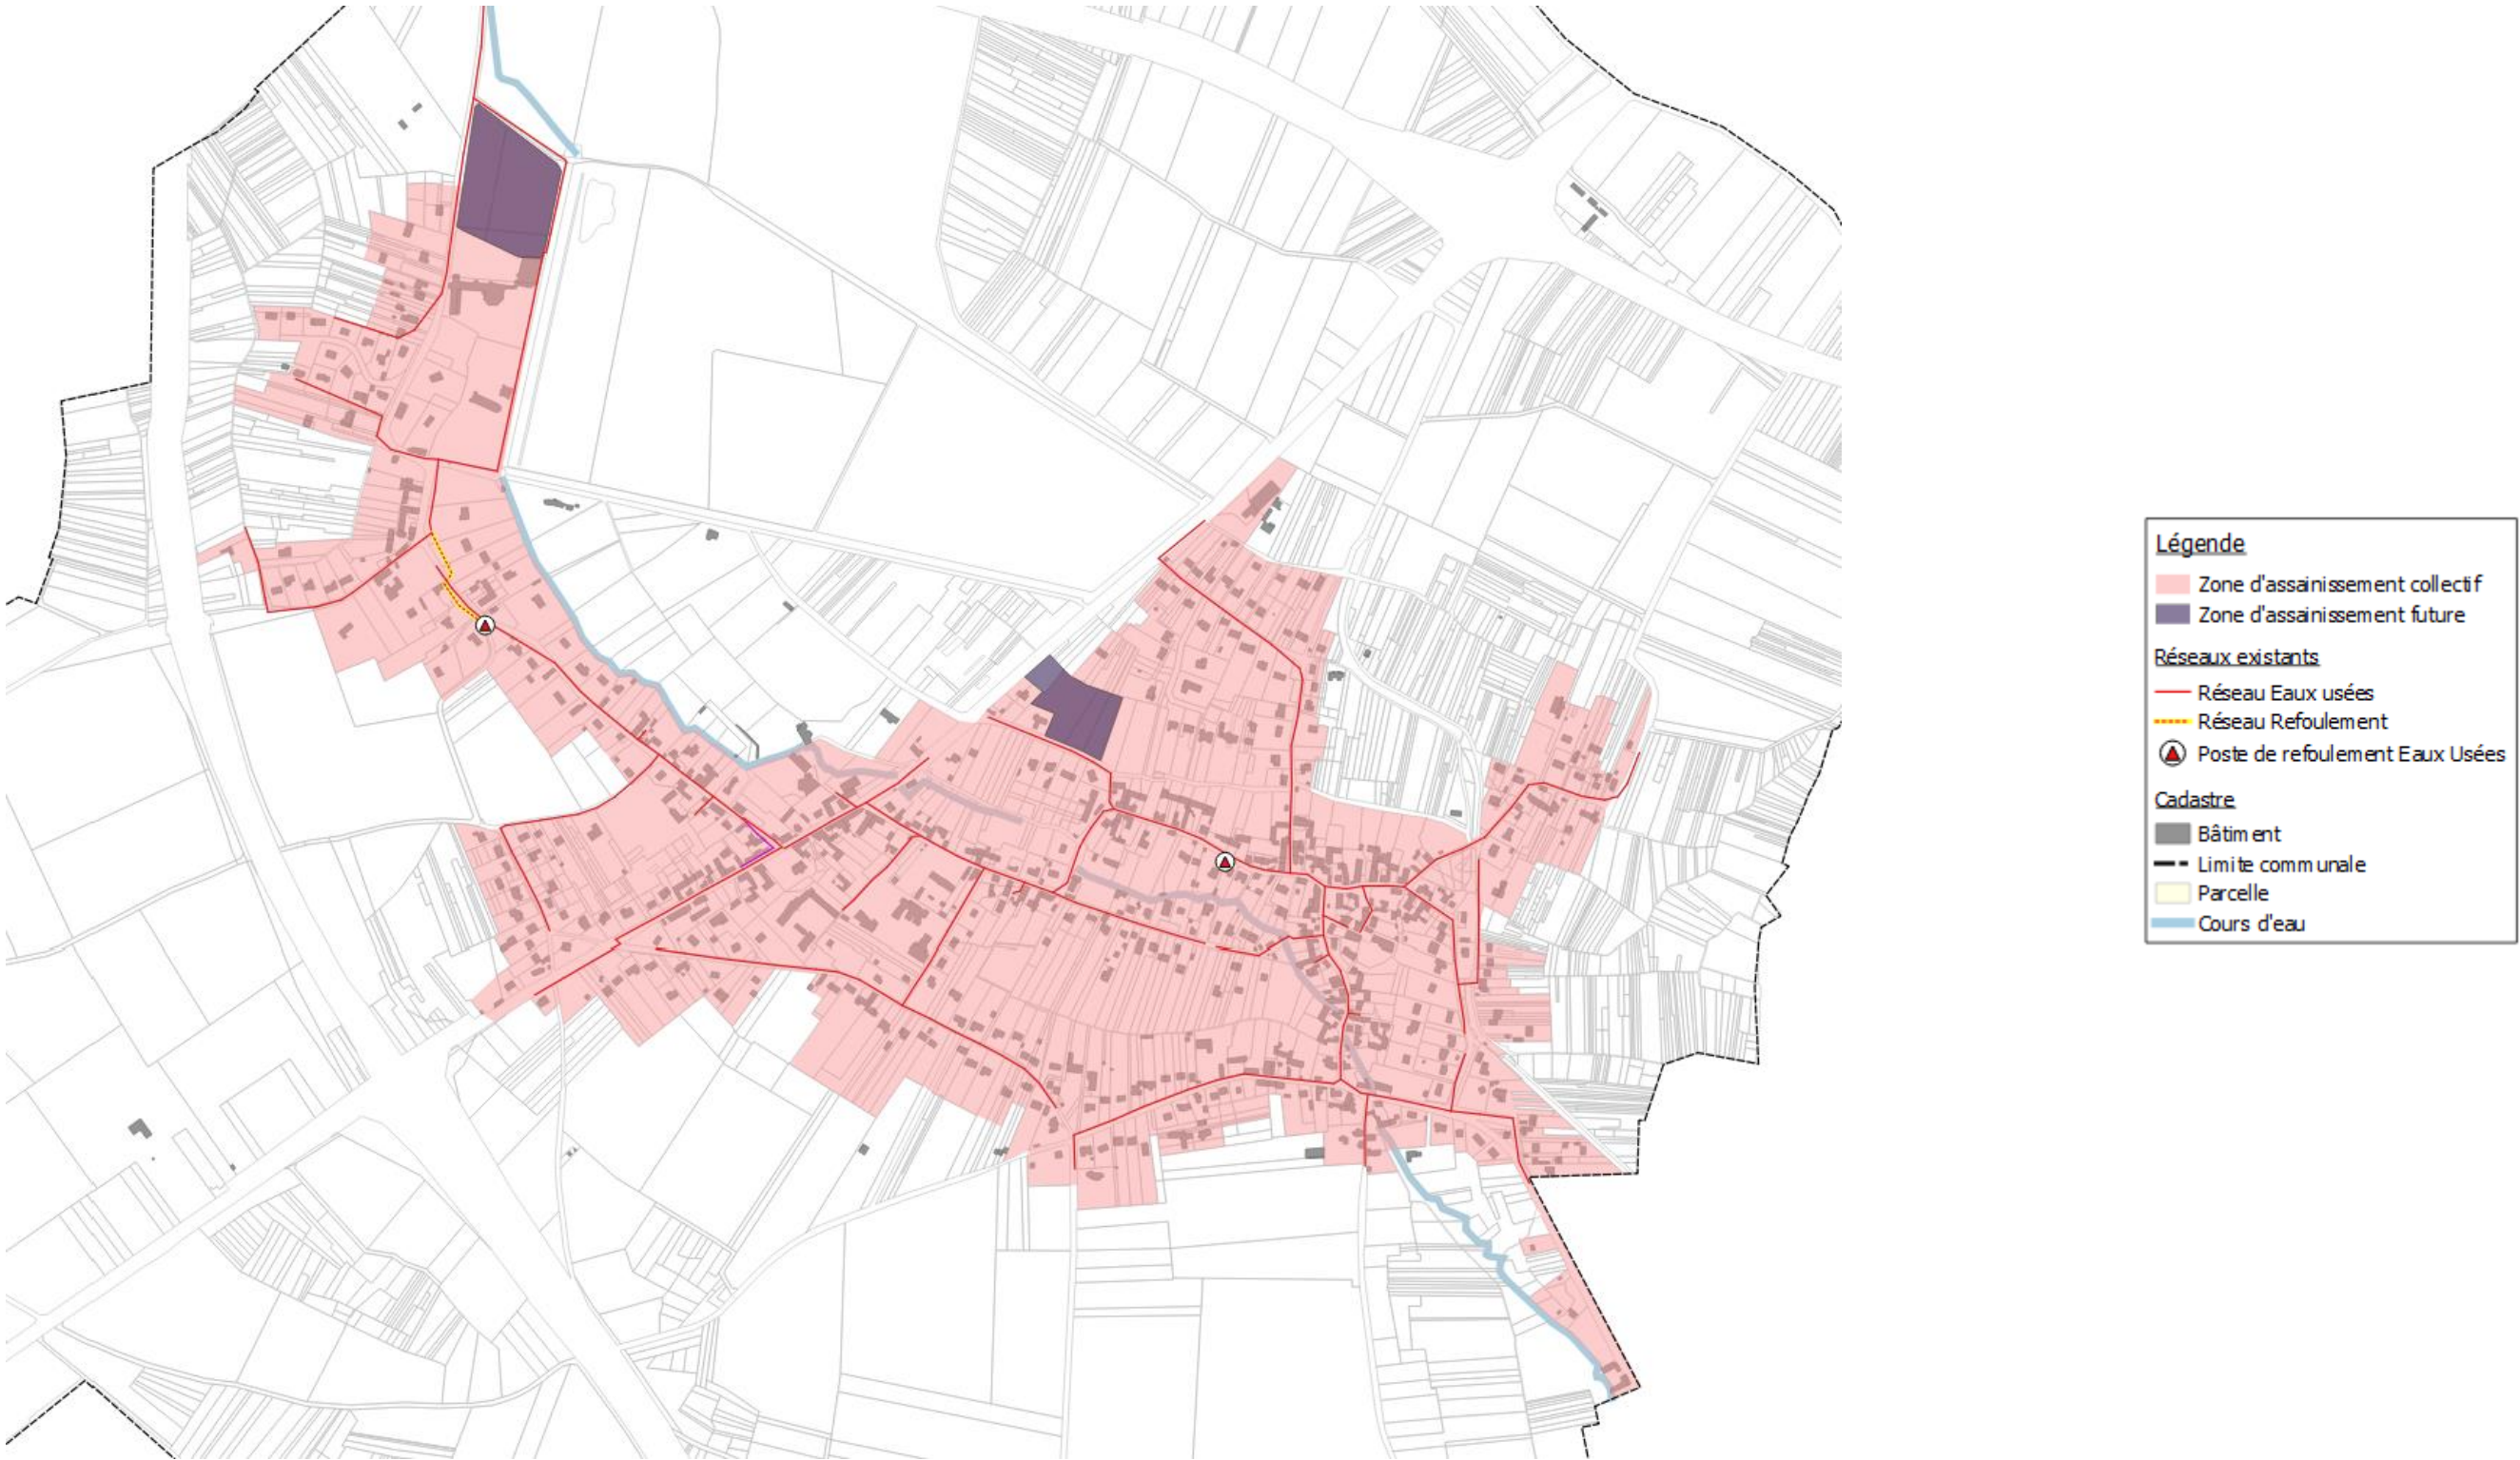 Légende
Zone d'assainissement collectif
Zone d'assainissement future
Réseaux existants
Réseau Eaux usées
Réseau Refoulement
Poste de refoulement Eaux Usées
Cadastre
Bâtiment
Limite communale
Parcelle
Cours d'eau